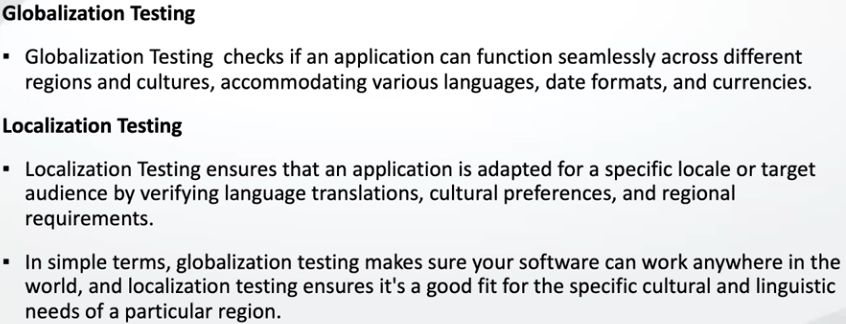 Globalization Testing
▪ Globalization Testing checks if an application can function seamlessly across different
regions and cultures, accommodating various languages, date formats, and currencies.
Localization Testing
▪ Localization Testing ensures that an application is adapted for a specific locale or target
audience by verifying language translations, cultural preferences, and regional
requirements.
▪ In simple terms, globalization testing makes sure your software can work anywhere in the
world, and localization testing ensures it's a good fit for the specific cultural and linguistic
needs of a particular region.